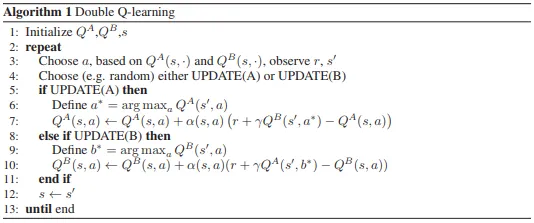 Algorithm 1 Double Q-learning
1: Initialize Q^A,Q^B,s
2: repeat
3: Choose a, based on Q^A(s, ·) and Q^B(s, ·), observe r, s′
4: Choose (e.g. random) either UPDATE(A) or UPDATE(B)
5: if UPDATE(A) then
6: Define a* = arg max_a Q^A(s′, a)
7: Q^A(s, a) ← Q^A(s, a) + α(s, a) (r + γQ^B(s′, a*) − Q^A(s, a))
8: else if UPDATE(B) then
9: Define b* = arg max_a Q^B(s′, a)
10: Q^B(s, a) ← Q^B(s, a) + α(s, a)(r + γQ^A(s′, b*) − Q^B(s, a))
11: end if
12: s ← s′
13: until end